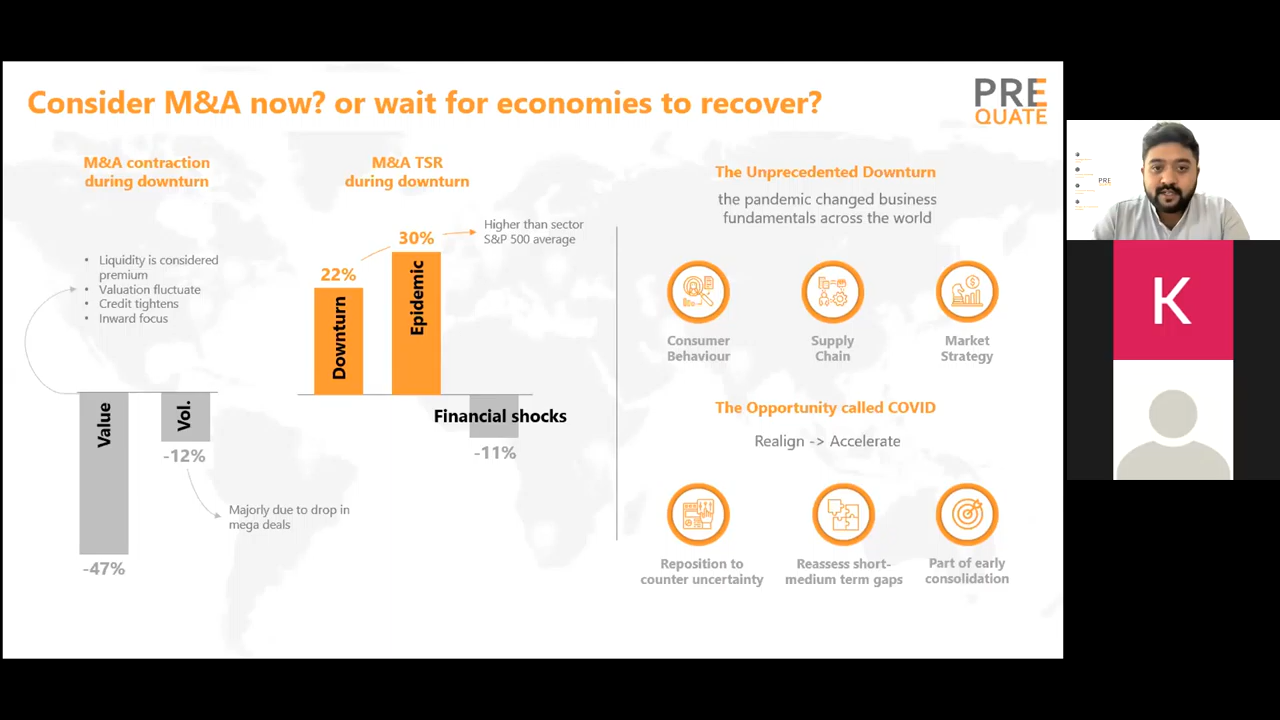 Consider M&A now? or wait for economies to recover?
PRE
QUATE
M&A contraction
during downturn
• Liquidity is considered
premium
• Valuation fluctuate
• Credit tightens
• Inward focus
Value
Vol.
-12%
-47%
Majorly due to drop in
mega deals
M&A TSR
during downturn
22%
30%
Higher than sector
S&P 500 average
Downturn
Epidemic
Financial shocks
-11%
The Unprecedented Downturn
the pandemic changed business
fundamentals across the world
Consumer
Behaviour
Supply
Chain
Market
Strategy
The Opportunity called COVID
Realign -> Accelerate
Reposition to
counter uncertainty
Reassess short-
medium term gaps
Part of early
consolidation
PRE
K